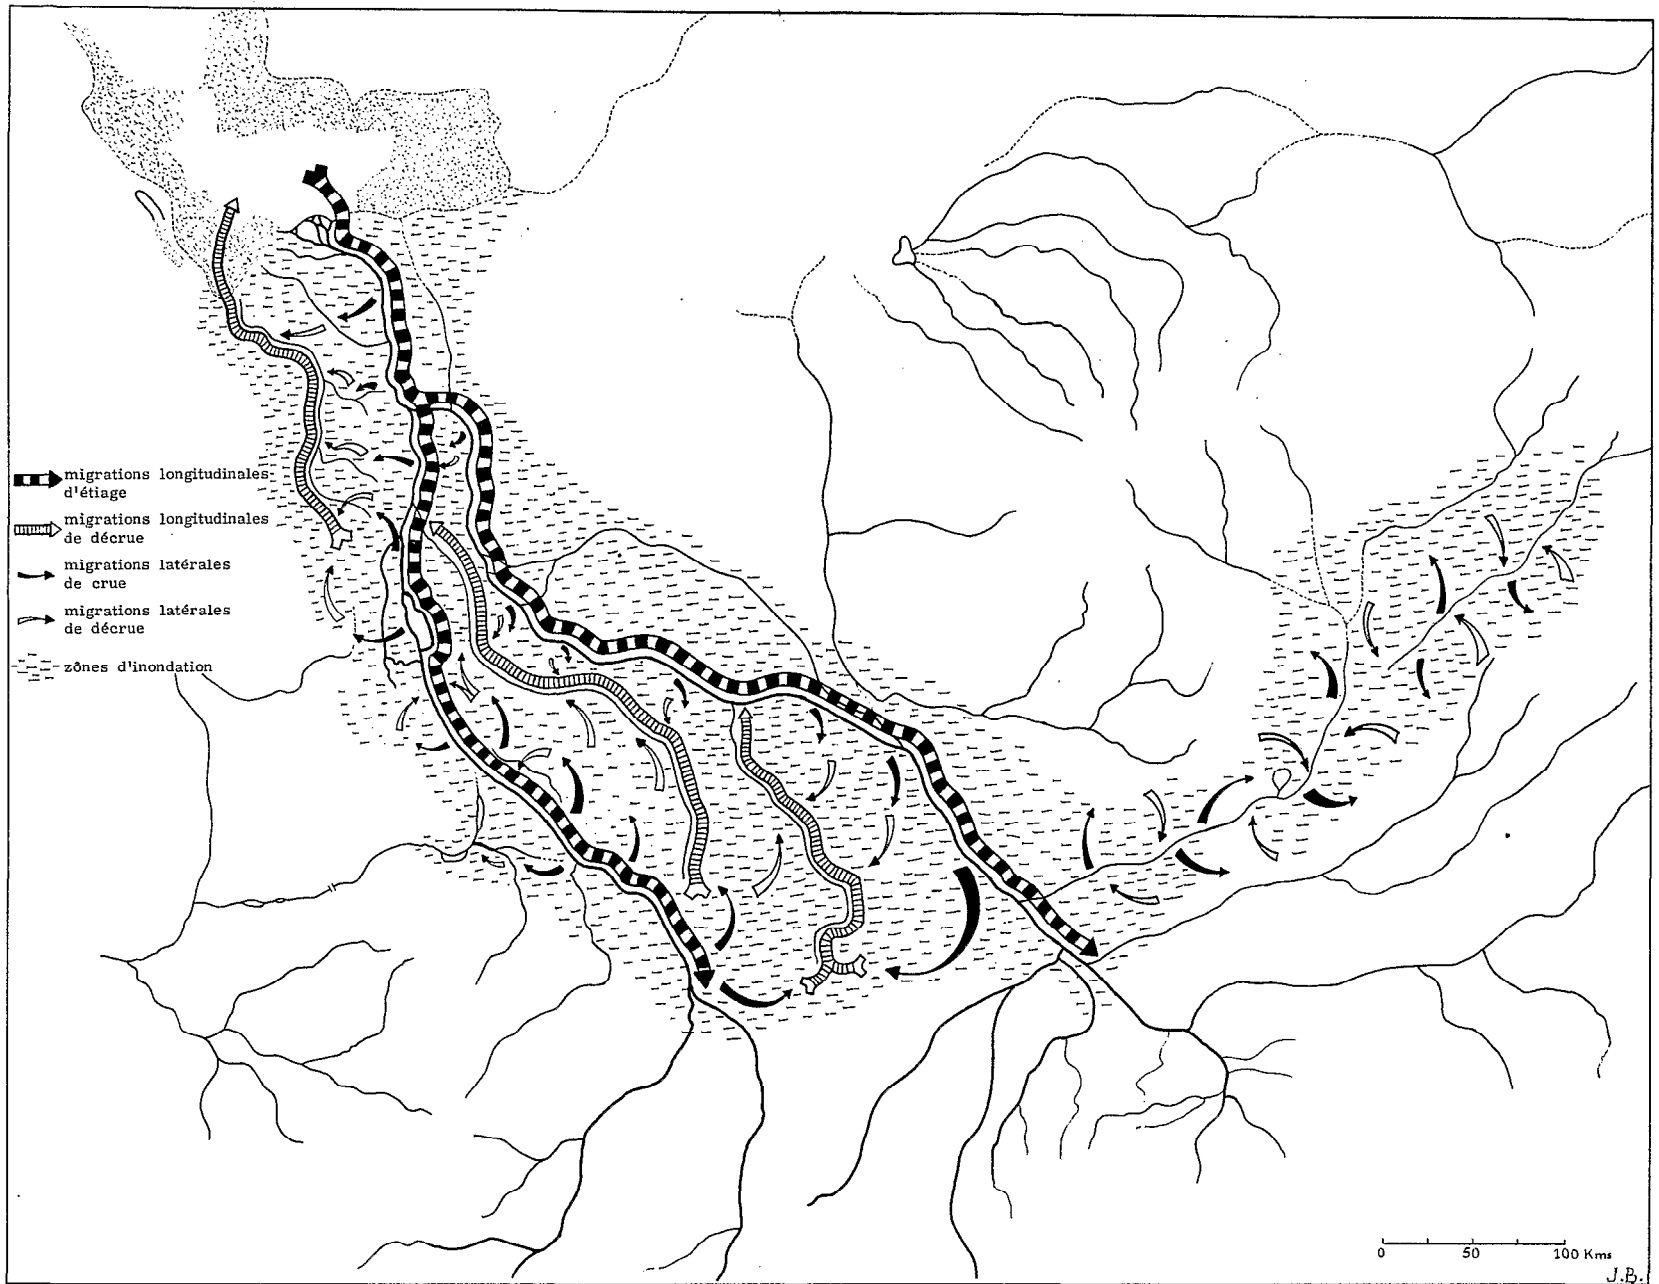 migrations longitudinales
d'étiage
migrations longitudinales
de décrue
migrations latérales
de crue
migrations latérales
de décrue
zônes d'inondation
0 50 100 Kms
J.B.